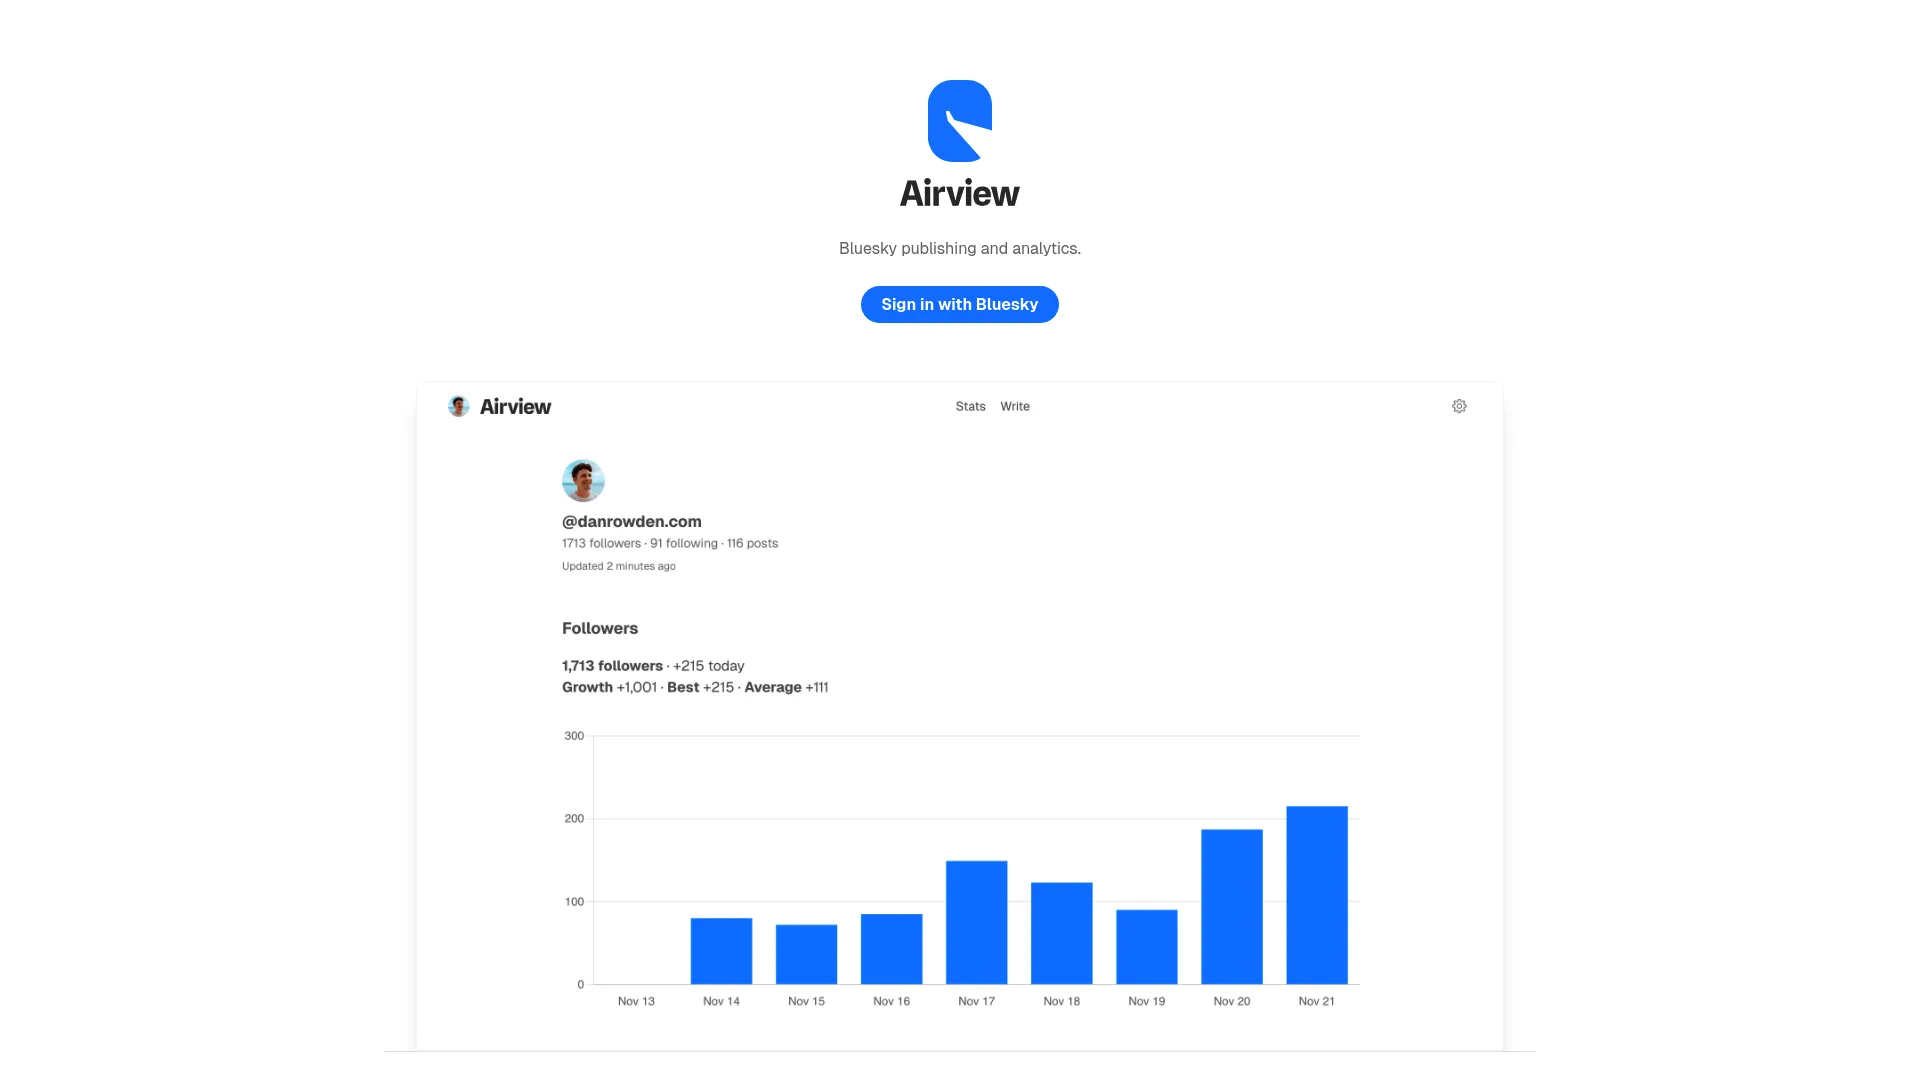 Airview
Bluesky publishing and analytics.
Sign in with Bluesky
Airview
Stats
Write
@danrowden.com
1713 followers · 91 following · 116 posts
Updated 2 minutes ago
Followers
1,713 followers · +215 today
Growth +1,001 · Best +215 · Average +111
300
200
100
0
Nov 13
Nov 14
Nov 15
Nov 16
Nov 17
Nov 18
Nov 19
Nov 20
Nov 21